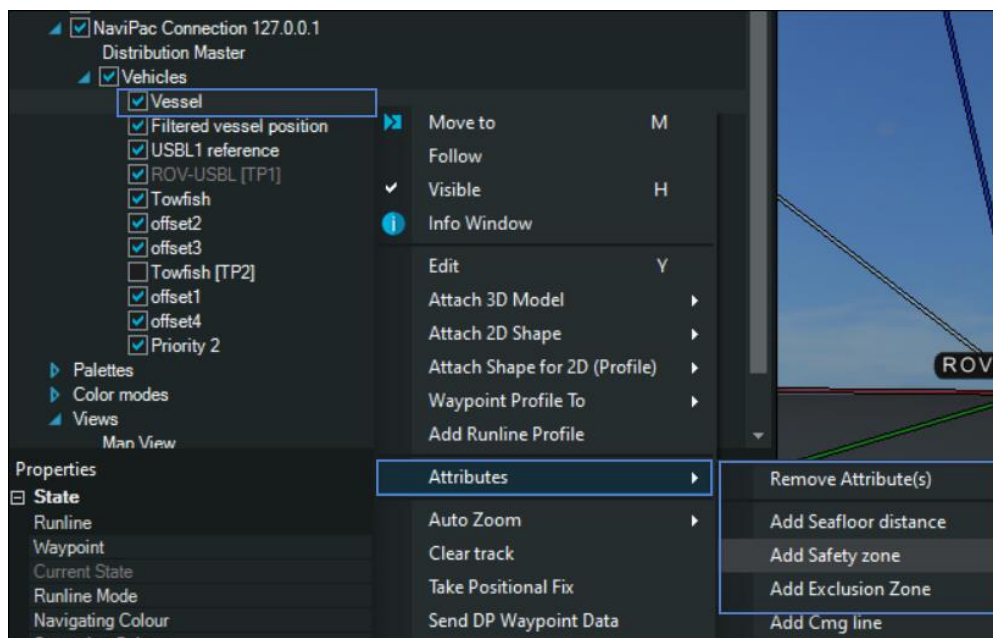 NaviPac Connection 127.0.0.1
Distribution Master
Vehicles
Vessel
Filtered vessel position
USBL1 reference
ROV-USBL [TP1]
Towfish
offset2
offset3
Towfish [TP2]
offset1
offset4
Priority 2
Palettes
Color modes
Views
Map View
Properties
State
Runline
Waypoint
Current State
Runline Mode
Navigating Colour
Move to M
Follow
Visible H
Info Window
Edit Y
Attach 3D Model
Attach 2D Shape
Attach Shape for 2D (Profile)
Waypoint Profile To
Add Runline Profile
Attributes
Auto Zoom
Clear track
Take Positional Fix
Send DP Waypoint Data
Remove Attribute(s)
Add Seafloor distance
Add Safety zone
Add Exclusion Zone
Add Cmg line
ROV